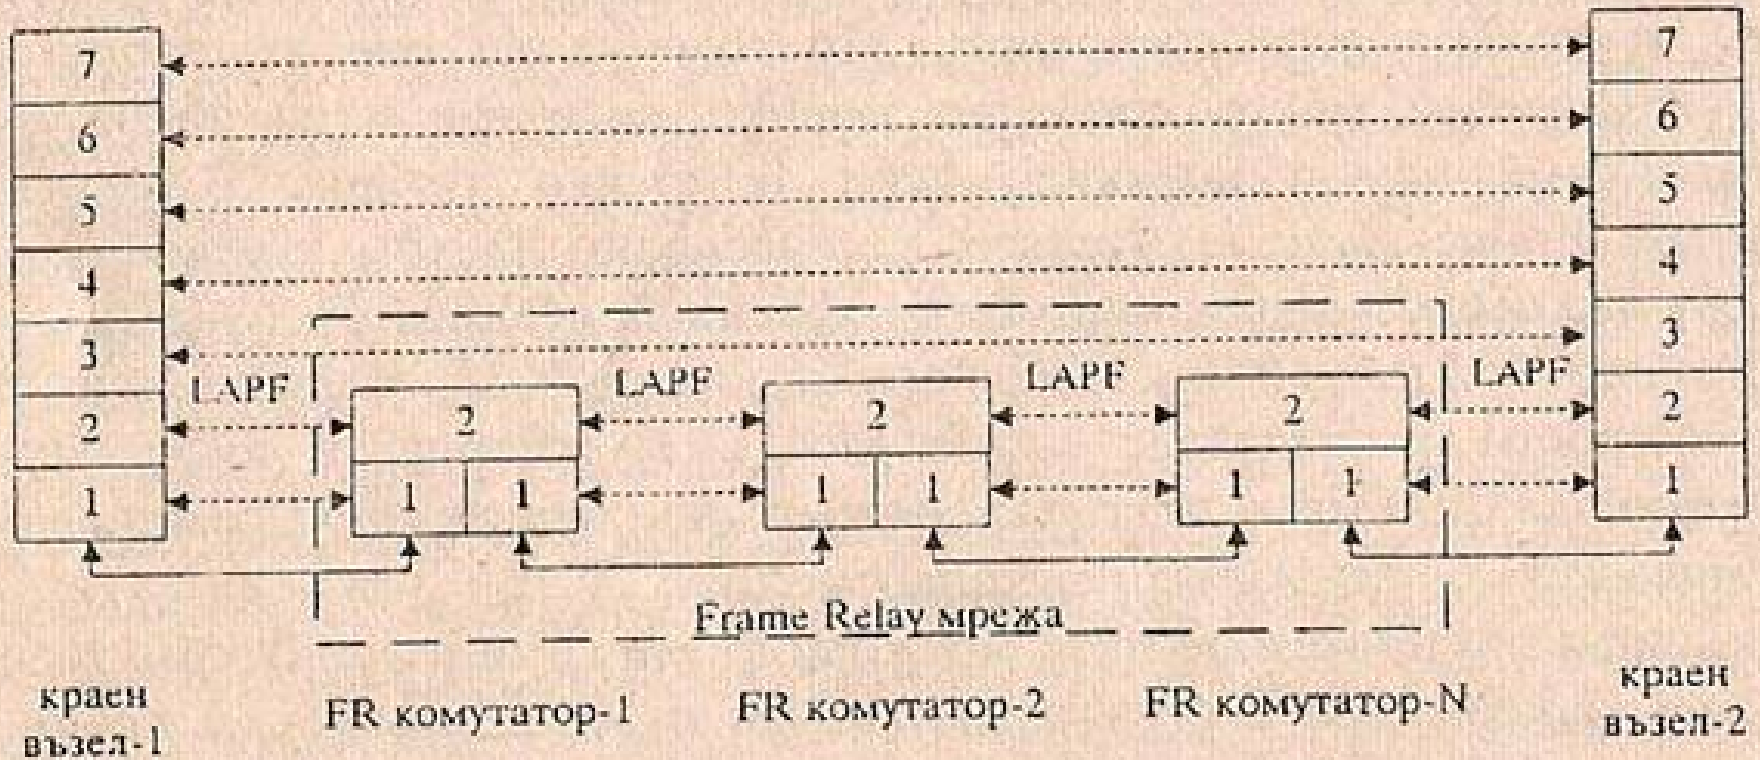 7 7
6 6
5 5
4 4
3 3
LAPF LAPF LAPF LAPF
2 2 2 2 2
1 1 1 1 1 1 1 1
Frame Relay мрежа
краен
възел-1
FR комутатор-1
FR комутатор-2
FR комутатор-N
краен
възел-2